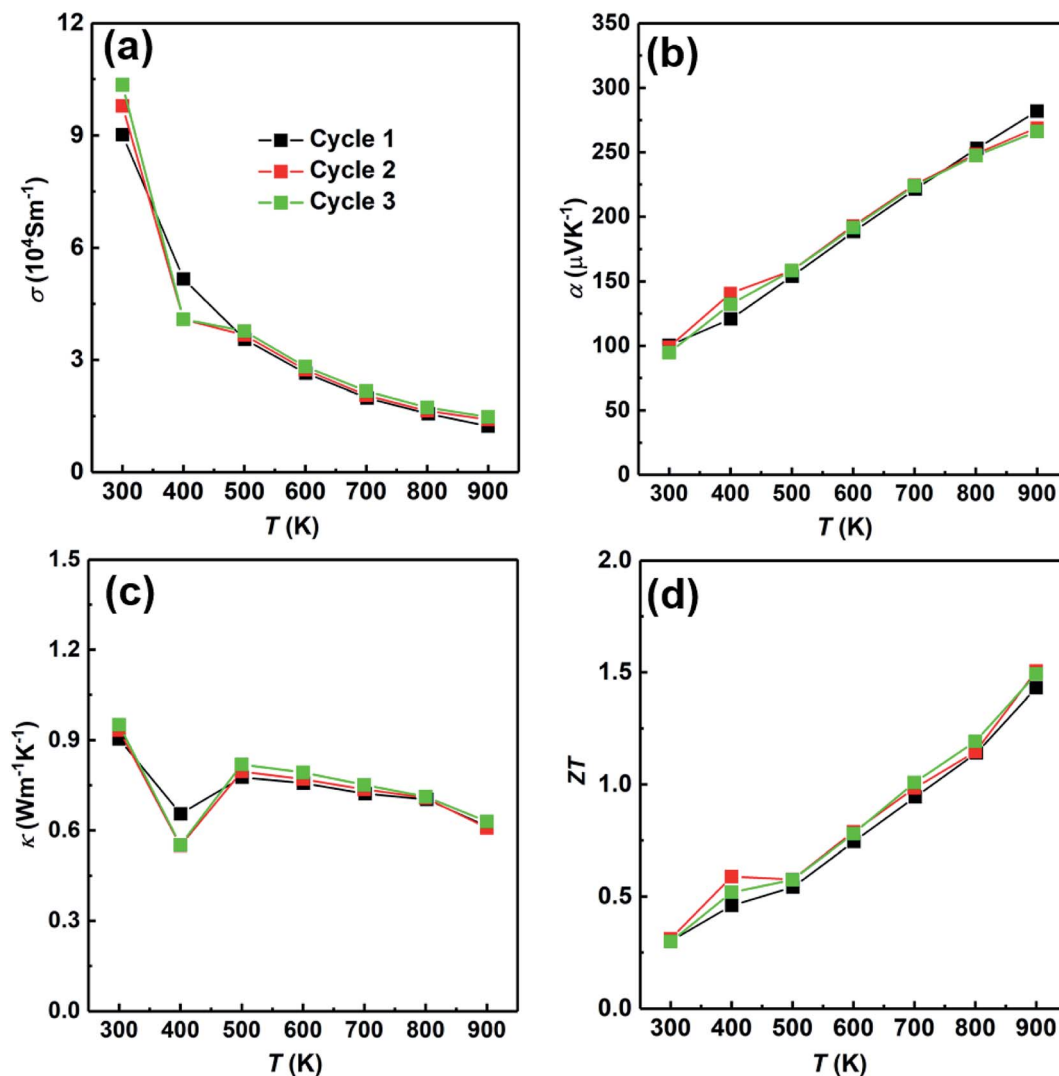 (a)
12
9
6
3
0
σ (10⁴Sm⁻¹)
Cycle 1
Cycle 2
Cycle 3
300 400 500 600 700 800 900
T (K)
(b)
350
300
250
200
150
100
50
0
α (μVK⁻¹)
300 400 500 600 700 800 900
T (K)
(c)
1.5
1.2
0.9
0.6
0.3
0.0
κ (Wm⁻¹K⁻¹)
300 400 500 600 700 800 900
T (K)
(d)
2.0
1.5
1.0
0.5
0.0
ZT
300 400 500 600 700 800 900
T (K)